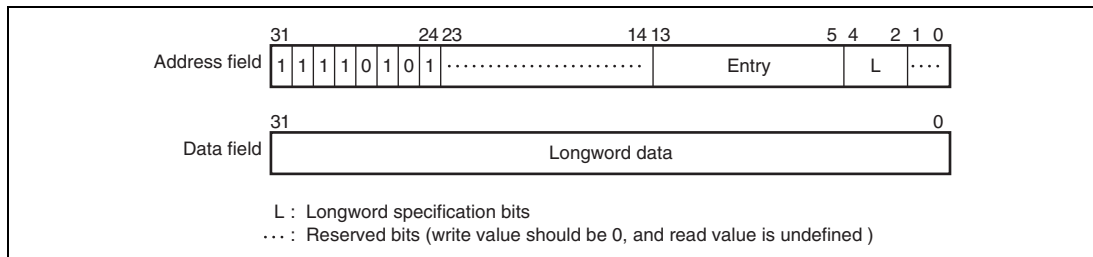 31 24 23 14 13 5 4 2 1 0
Address field 1 1 1 1 0 1 0 1 ........................ Entry L ....
31 0
Data field Longword data
L : Longword specification bits
··· : Reserved bits (write value should be 0, and read value is undefined )